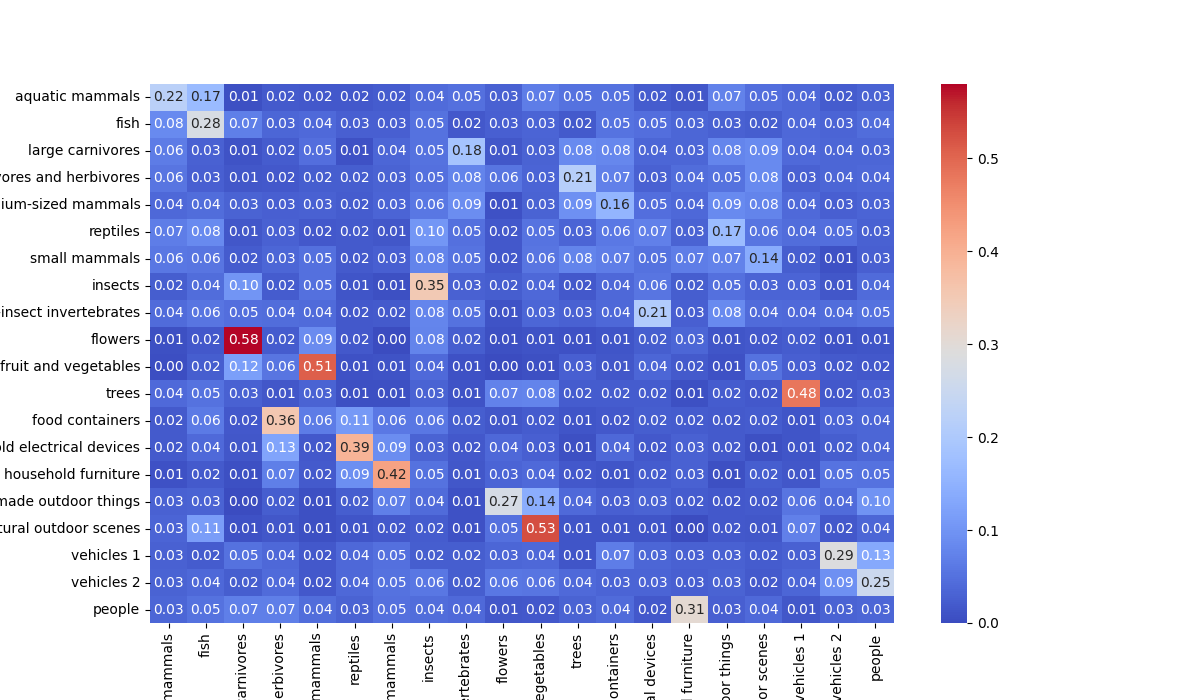 aquatic mammals 0.22 0.17 0.01 0.02 0.02 0.02 0.02 0.04 0.05 0.03 0.07 0.05 0.05 0.02 0.01 0.07 0.05 0.04 0.02 0.03
fish 0.08 0.28 0.07 0.03 0.04 0.03 0.03 0.05 0.02 0.03 0.03 0.02 0.05 0.05 0.03 0.03 0.02 0.04 0.03 0.04
large carnivores 0.06 0.03 0.01 0.02 0.05 0.01 0.04 0.05 0.18 0.01 0.03 0.08 0.08 0.04 0.03 0.08 0.09 0.04 0.04 0.03
ores and herbivores 0.06 0.03 0.01 0.02 0.02 0.02 0.03 0.05 0.08 0.06 0.03 0.21 0.07 0.03 0.04 0.05 0.08 0.03 0.04 0.04
ium-sized mammals 0.04 0.04 0.03 0.03 0.03 0.02 0.03 0.06 0.09 0.01 0.03 0.09 0.16 0.05 0.04 0.09 0.08 0.04 0.03 0.03
reptiles 0.07 0.08 0.01 0.03 0.02 0.02 0.01 0.10 0.05 0.02 0.05 0.03 0.06 0.07 0.03 0.17 0.06 0.04 0.05 0.03
small mammals 0.06 0.06 0.02 0.03 0.05 0.02 0.03 0.08 0.05 0.02 0.06 0.08 0.07 0.05 0.07 0.07 0.14 0.02 0.01 0.03
insects 0.02 0.04 0.10 0.02 0.05 0.01 0.01 0.35 0.03 0.02 0.04 0.02 0.04 0.06 0.02 0.05 0.03 0.03 0.01 0.04
insect invertebrates 0.04 0.06 0.05 0.04 0.04 0.02 0.02 0.08 0.05 0.01 0.03 0.03 0.04 0.21 0.03 0.08 0.04 0.04 0.04 0.05
flowers 0.01 0.02 0.58 0.02 0.09 0.02 0.00 0.08 0.02 0.01 0.01 0.01 0.01 0.02 0.03 0.01 0.02 0.02 0.01 0.01
fruit and vegetables 0.00 0.02 0.12 0.06 0.51 0.01 0.01 0.04 0.01 0.00 0.01 0.03 0.01 0.04 0.02 0.01 0.05 0.03 0.02 0.02
trees 0.04 0.05 0.03 0.01 0.03 0.01 0.01 0.03 0.01 0.07 0.08 0.02 0.02 0.01 0.02 0.02 0.01 0.48 0.02 0.03
food containers 0.02 0.06 0.02 0.36 0.06 0.11 0.06 0.06 0.02 0.01 0.02 0.01 0.02 0.02 0.02 0.02 0.02 0.01 0.03 0.04
old electrical devices 0.02 0.04 0.01 0.13 0.02 0.39 0.09 0.03 0.02 0.04 0.03 0.01 0.04 0.02 0.03 0.02 0.01 0.01 0.02 0.04
household furniture 0.01 0.02 0.01 0.07 0.02 0.09 0.42 0.05 0.01 0.03 0.04 0.02 0.01 0.02 0.03 0.01 0.02 0.01 0.05 0.05
made outdoor things 0.03 0.03 0.00 0.02 0.01 0.02 0.07 0.04 0.01 0.27 0.14 0.04 0.03 0.03 0.02 0.02 0.02 0.06 0.04 0.10
tural outdoor scenes 0.03 0.11 0.01 0.01 0.01 0.01 0.02 0.02 0.01 0.05 0.53 0.01 0.01 0.01 0.00 0.02 0.01 0.07 0.02 0.04
vehicles 1 0.03 0.02 0.05 0.04 0.02 0.04 0.05 0.02 0.02 0.03 0.04 0.01 0.07 0.03 0.03 0.03 0.02 0.03 0.29 0.13
vehicles 2 0.03 0.04 0.02 0.04 0.02 0.04 0.05 0.06 0.02 0.06 0.06 0.04 0.03 0.03 0.03 0.03 0.02 0.04 0.09 0.25
people 0.03 0.05 0.07 0.07 0.04 0.03 0.05 0.04 0.04 0.01 0.02 0.03 0.04 0.02 0.31 0.03 0.04 0.01 0.03 0.03
mammals
fish
arnivores
erbivores
mammals
reptiles
mammals
insects
rtebrates
flowers
egetables
trees
ontainers
al devices
furniture
or things
or scenes
vehicles 1
vehicles 2
people
0.5
0.4
0.3
0.2
0.1
0.0